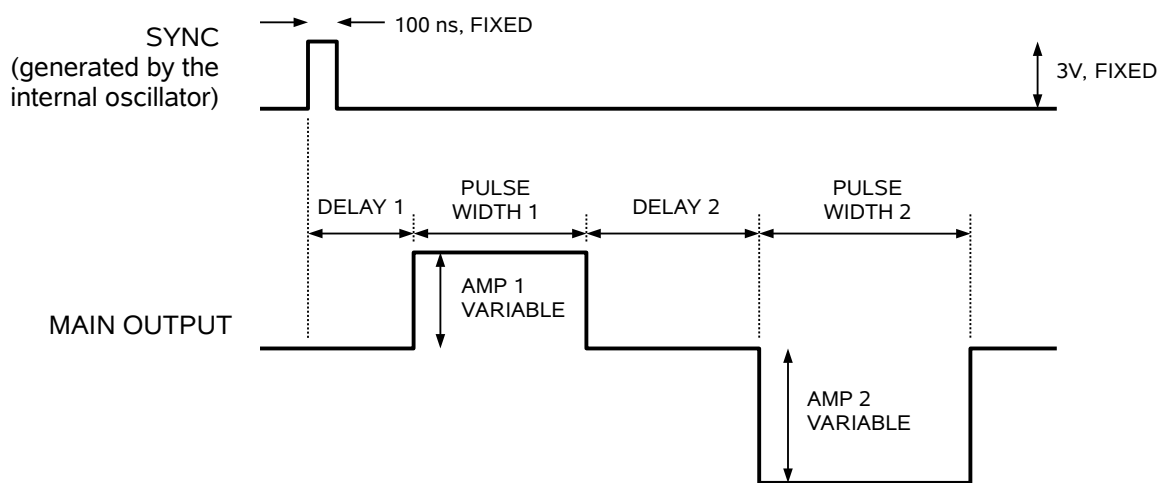 100 ns, FIXED
SYNC
(generated by the
internal oscillator)
3V, FIXED
DELAY 1
PULSE
WIDTH 1
DELAY 2
PULSE
WIDTH 2
AMP 1
VARIABLE
MAIN OUTPUT
AMP 2
VARIABLE